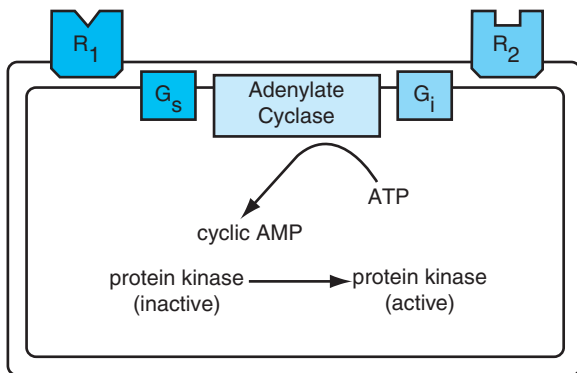 R1
R2
Gs
Adenylate
Cyclase
Gi
ATP
cyclic AMP
protein kinase
(inactive)
protein kinase
(active)